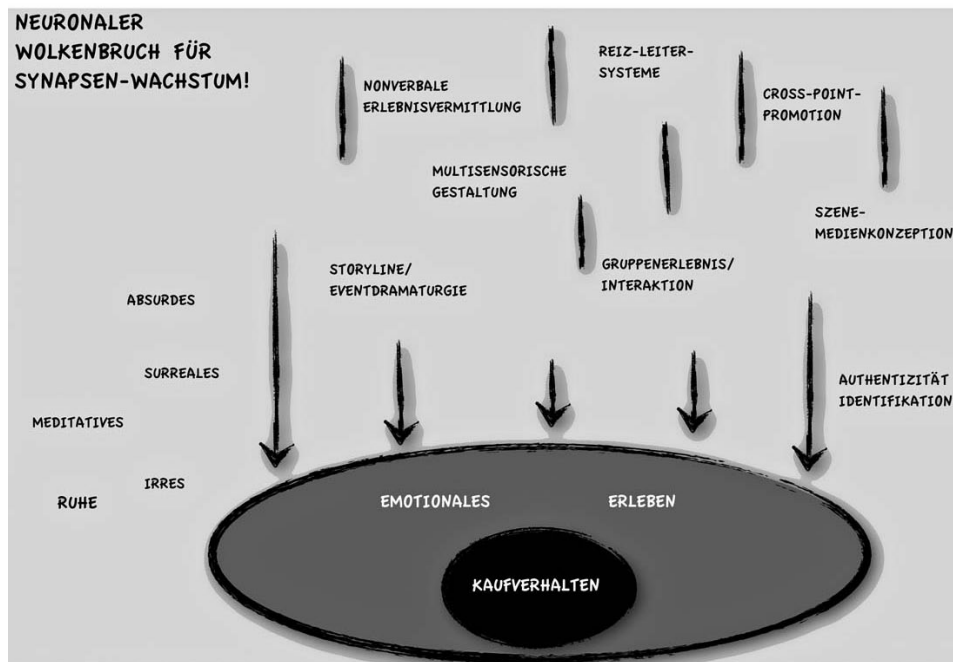 NEURONALER
WOLKENBRUCH FÜR
SYNAPSEN-WACHSTUM!
NONVERBALE
ERLEBNISVERMITTLUNG
REIZ-LEITER-
SYSTEME
CROSS-POINT-
PROMOTION
MULTISENSORISCHE
GESTALTUNG
SZENE-
MEDIENKONZEPTION
STORYLINE/
EVENTDRAMATURGIE
GRUPPENERLEBNIS/
INTERAKTION
ABSURDES
SURREALES
MEDITATIVES
IRRES
RUHE
AUTHENTIZITÄT
IDENTIFIKATION
EMOTIONALES ERLEBEN
KAUFVERHALTEN